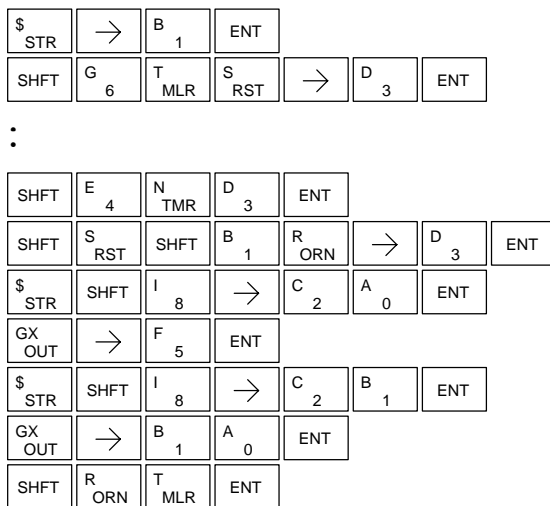 $ STR → B 1 ENT
SHFT G 6 T MLR S RST → D 3 ENT
:
SHFT E 4 N TMR D 3 ENT
SHFT S RST SHFT B 1 R ORN → D 3 ENT
$ STR SHFT I 8 → C 2 A 0 ENT
GX OUT → F 5 ENT
$ STR SHFT I 8 → C 2 B 1 ENT
GX OUT → B 1 A 0 ENT
SHFT R ORN T MLR ENT